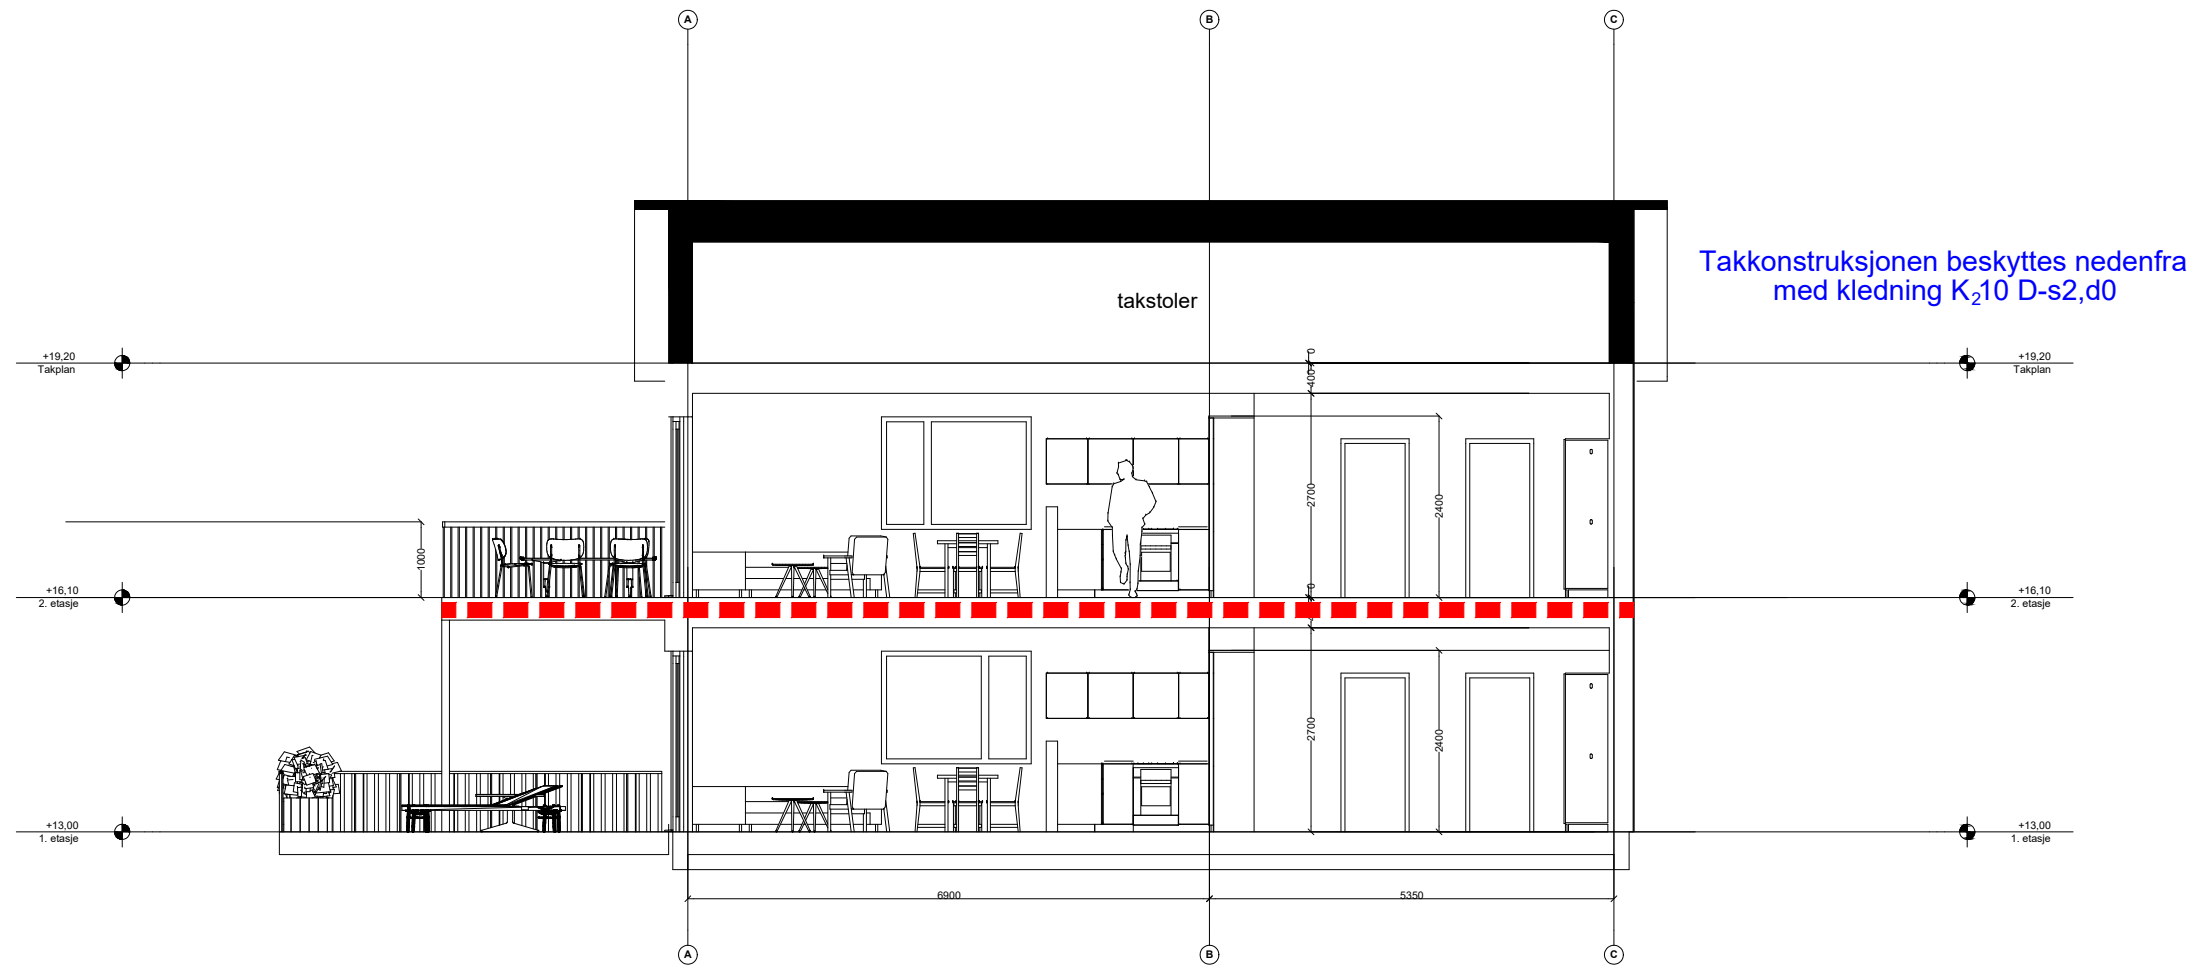 A
B
C
Takkonstruksjonen beskyttes nedenfra
med kledning K₂10 D-s2,d0
takstoler
+19,20
Takplan
0
400
+19,20
Takplan
2700
2400
1000
+16,10
2. etasje
0
+16,10
2. etasje
2700
2400
+13,00
1. etasje
+13,00
1. etasje
6900
5350
A
B
C